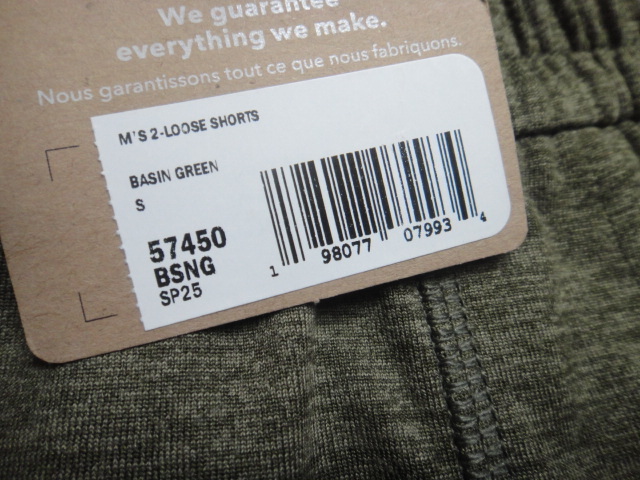 We guarantee
everything we make.
Nous garantissons tout ce que nous fabriquons.
M'S 2-LOOSE SHORTS
BASIN GREEN
S
57450
BSNG
SP25
1 98077 07993 4